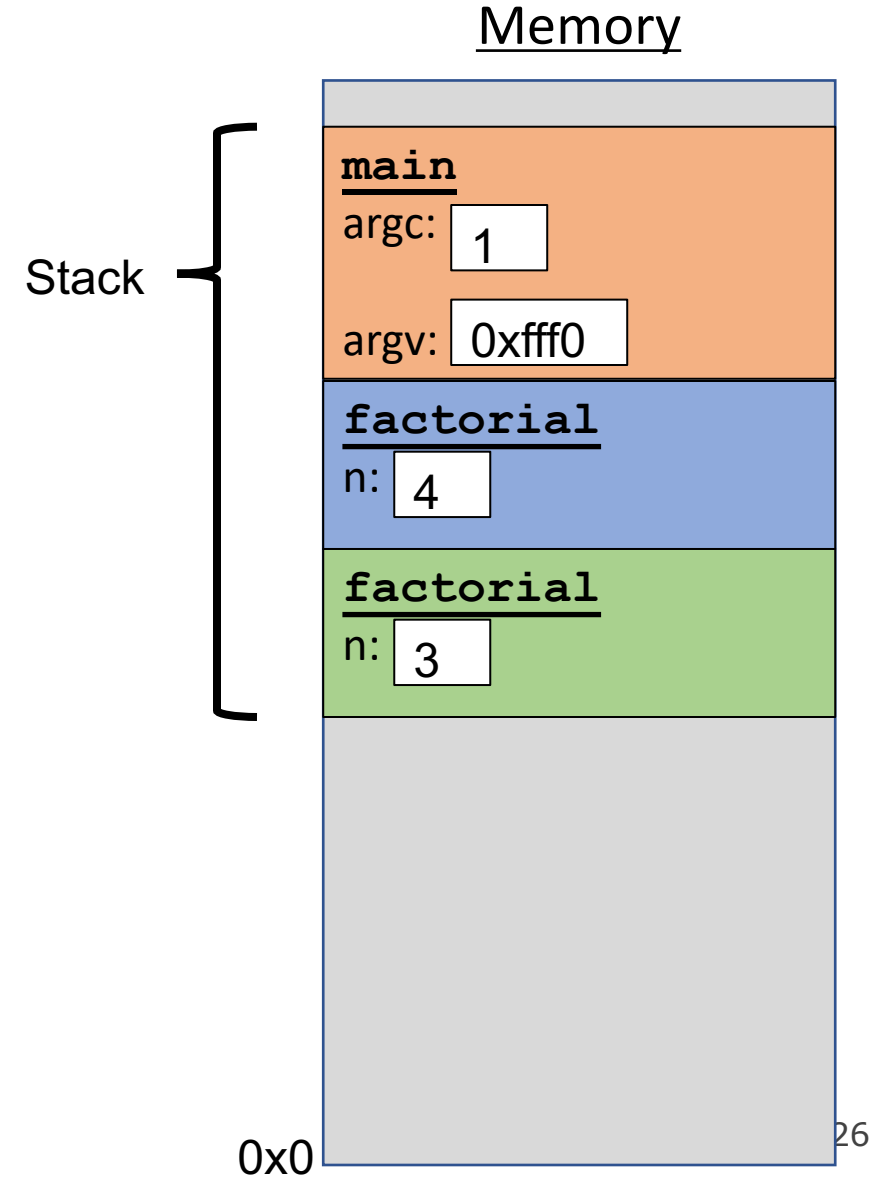 Memory
main
argc: 1
Stack
argv: 0xfff0
factorial
n: 4
factorial
n: 3
26
0x0